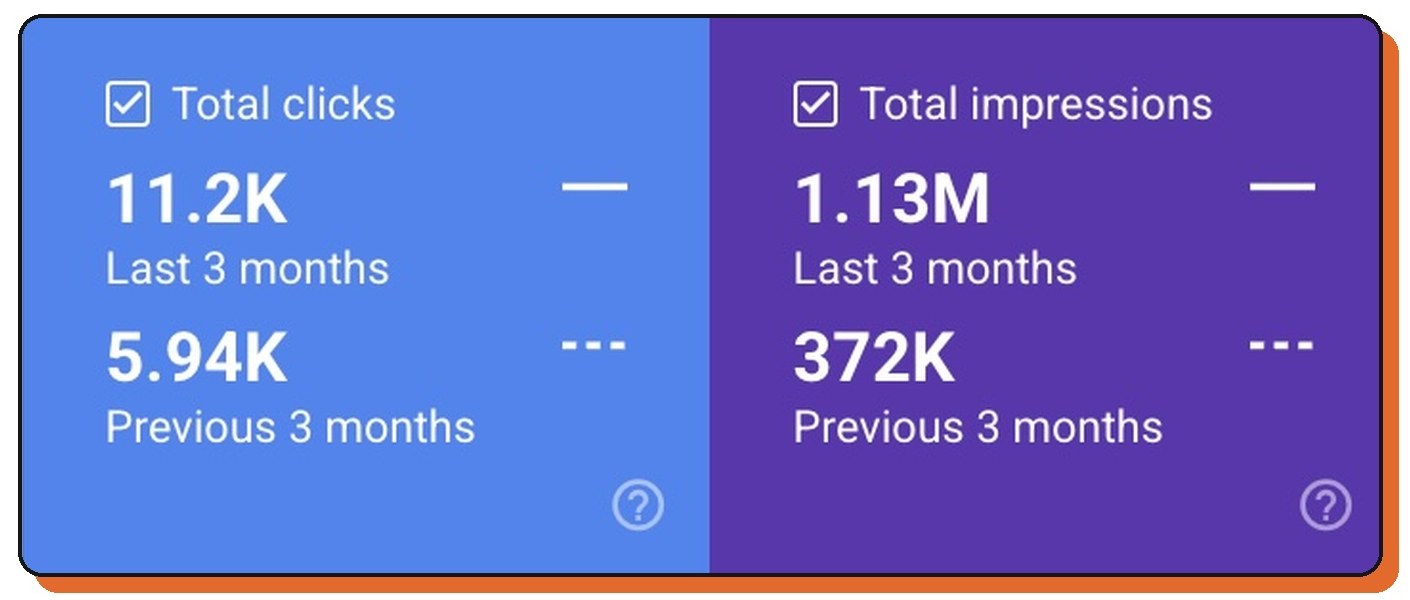 Total clicks
11.2K
Last 3 months
5.94K
Previous 3 months
Total impressions
1.13M
Last 3 months
372K
Previous 3 months